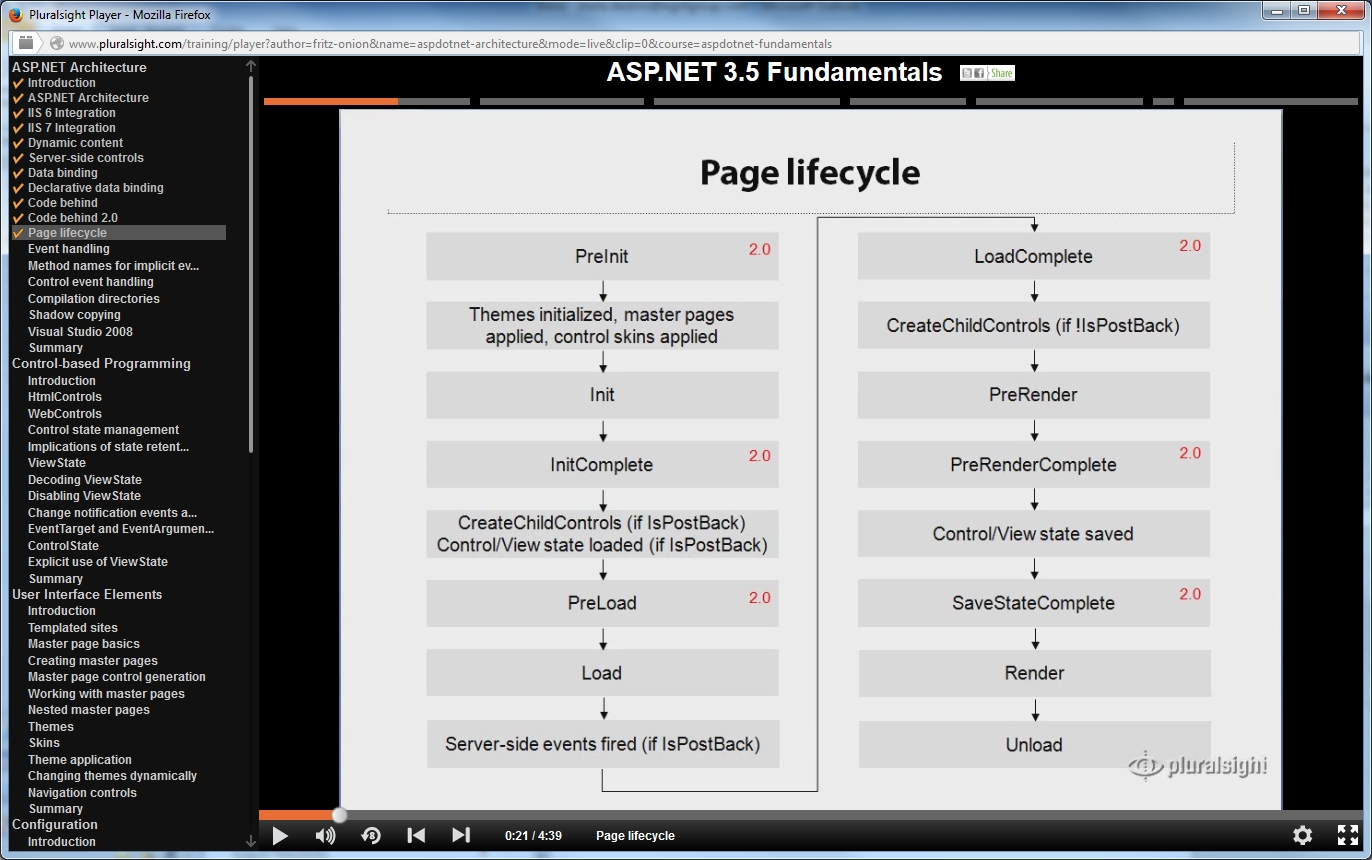 Pluralsight Player - Mozilla Firefox
www.pluralsight.com/training/player?author=fritz-onion&name=aspdotnet-architecture&mode=live&clip=0&course=aspdotnet-fundamentals
ASP.NET Architecture
Introduction
ASP.NET Architecture
IIS 6 Integration
IIS 7 Integration
Dynamic content
Server-side controls
Data binding
Declarative data binding
Code behind
Code behind 2.0
Page lifecycle
Event handling
Method names for implicit ev...
Control event handling
Compilation directories
Shadow copying
Visual Studio 2008
Summary
Control-based Programming
Introduction
HtmlControls
WebControls
Control state management
Implications of state retent...
ViewState
Decoding ViewState
Disabling ViewState
Change notification events a...
EventTarget and EventArgumen...
ControlState
Explicit use of ViewState
Summary
User Interface Elements
Introduction
Templated sites
Master page basics
Creating master pages
Master page control generation
Working with master pages
Nested master pages
Themes
Skins
Theme application
Changing themes dynamically
Navigation controls
Summary
Configuration
Introduction
ASP.NET 3.5 Fundamentals
Share
Page lifecycle
PreInit 2.0
Themes initialized, master pages
applied, control skins applied
Init
InitComplete 2.0
CreateChildControls (if IsPostBack)
Control/View state loaded (if IsPostBack)
PreLoad 2.0
Load
Server-side events fired (if IsPostBack)
LoadComplete 2.0
CreateChildControls (if !IsPostBack)
PreRender
PreRenderComplete 2.0
Control/View state saved
SaveStateComplete 2.0
Render
Unload
pluralsight
8
0:21 / 4:39
Page lifecycle